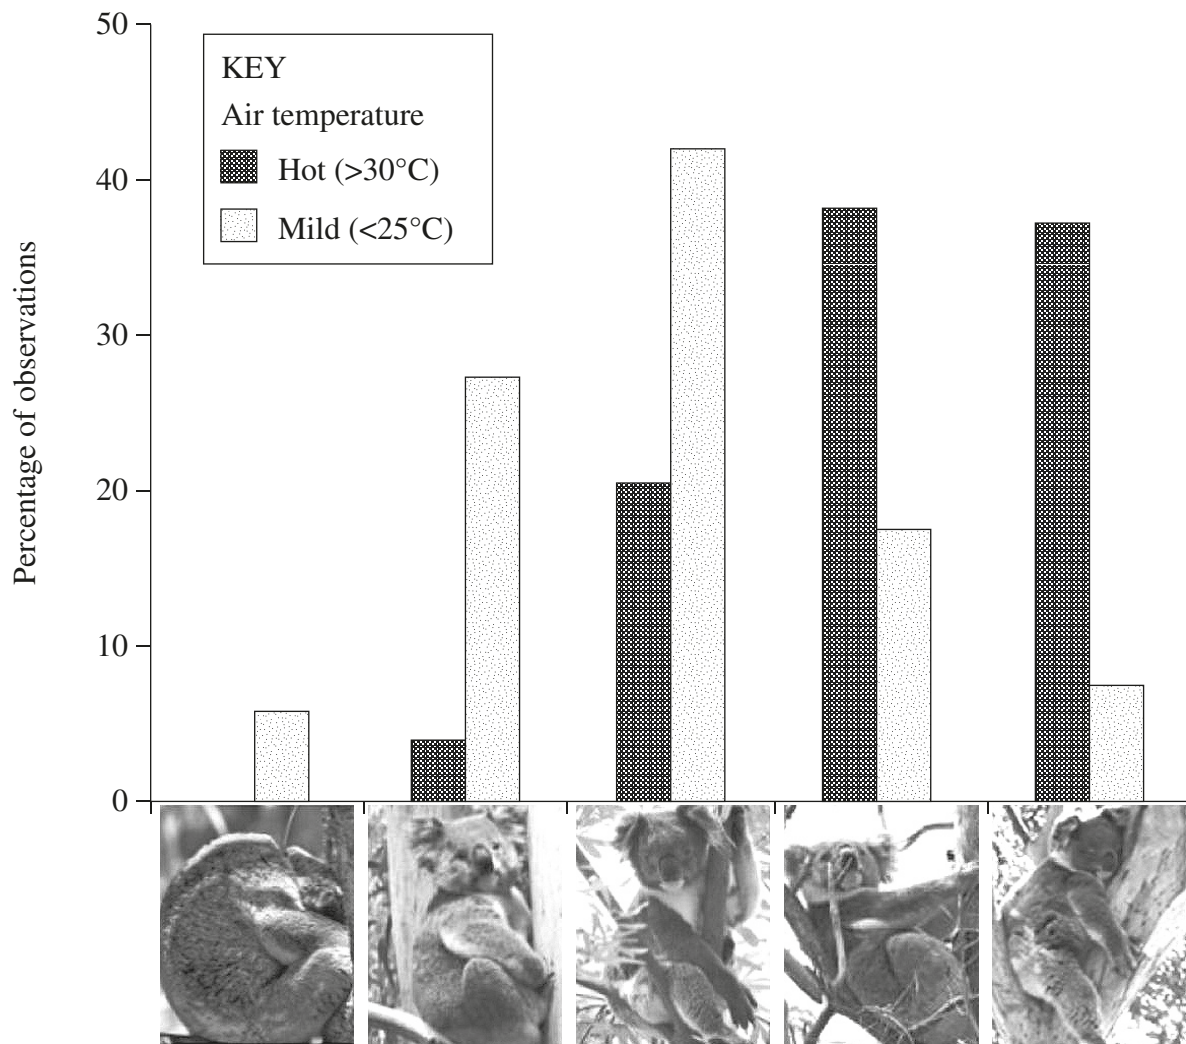 50
KEY
Air temperature
Hot (>30°C)
Mild (<25°C)
40
30
20
10
0
Percentage of observations